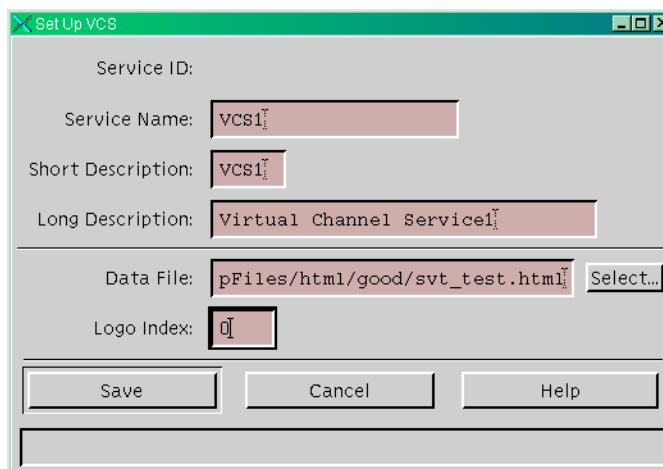 Set Up VCS
Service ID:
Service Name: VCS1
Short Description: VCS1
Long Description: Virtual Channel Service1
Data File: pFiles/html/good/svt_test.html Select...
Logo Index: 0
Save Cancel Help